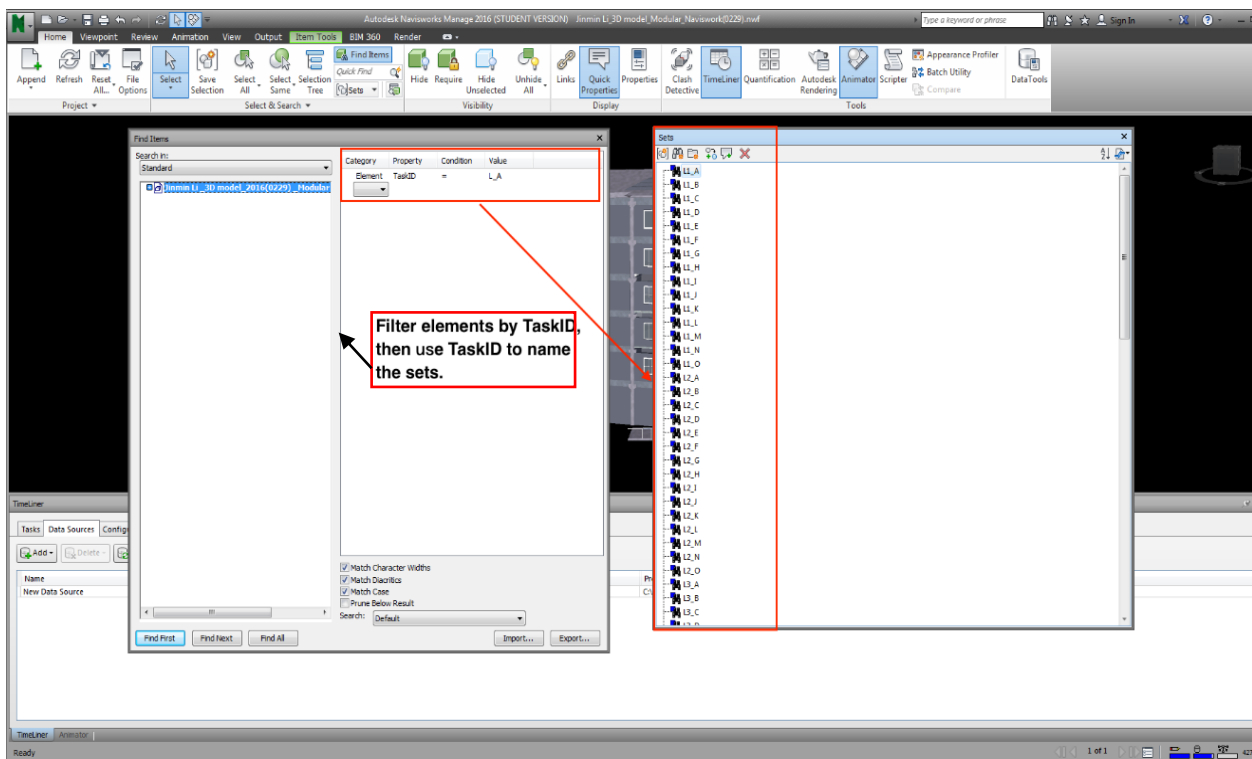 Autodesk Navisworks Manage 2016 (STUDENT VERSION) Jinmin Li_3D model_Modular_Naviswork(0229).nwf
Type a keyword or phrase
Sign In
Home Viewpoint Review Animation View Output Item Tools BIM 360 Render
Append Refresh Reset All... File Options
Project
Select Save Selection Select All Select Same Selection Tree
Find Items
Quick Find
Sets
Select & Search
Hide Require Hide Unselected Unhide All
Visibility
Links Quick Properties Properties
Display
Clash Detective TimeLiner Quantification Autodesk Rendering Animator Scripter
Appearance Profiler
Batch Utility
Compare
Tools
DataTools
Find Items
Search in:
Standard
Jinmin Li _3D model_2016(0229) _Modular
Category Property Condition Value
Element TaskID = L_A
Filter elements by TaskID,
then use TaskID to name
the sets.
Match Character Widths
Match Diacritics
Match Case
Prune Below Result
Search: Default
Find First Find Next Find All Import... Export...
Sets
L1_A
L1_B
L1_C
L1_D
L1_E
L1_F
L1_G
L1_H
L1_I
L1_J
L1_K
L1_L
L1_M
L1_N
L1_O
L2_A
L2_B
L2_C
L2_D
L2_E
L2_F
L2_G
L2_H
L2_I
L2_J
L2_K
L2_L
L2_M
L2_N
L2_O
L3_A
L3_B
L3_C
TimeLiner
Tasks Data Sources Config
Add Delete
Name
New Data Source
TimeLiner Animator
Ready
1 of 1